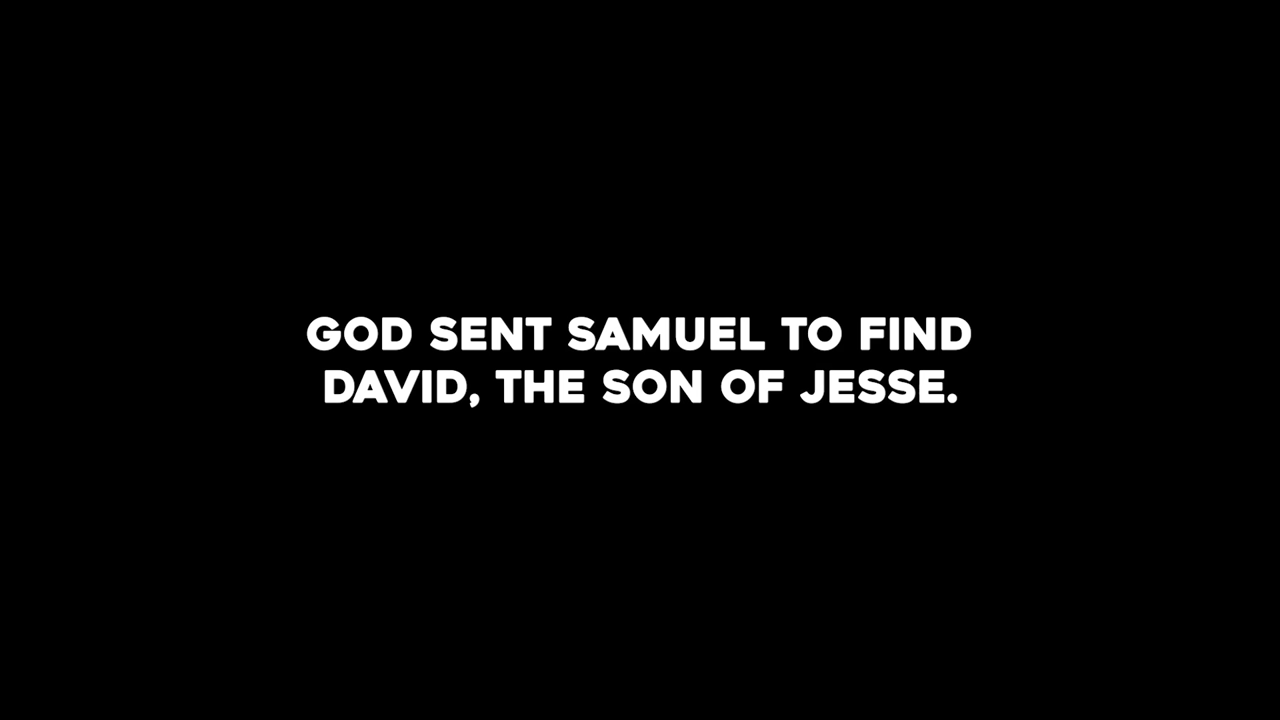 GOD SENT SAMUEL TO FIND
DAVID, THE SON OF JESSE.